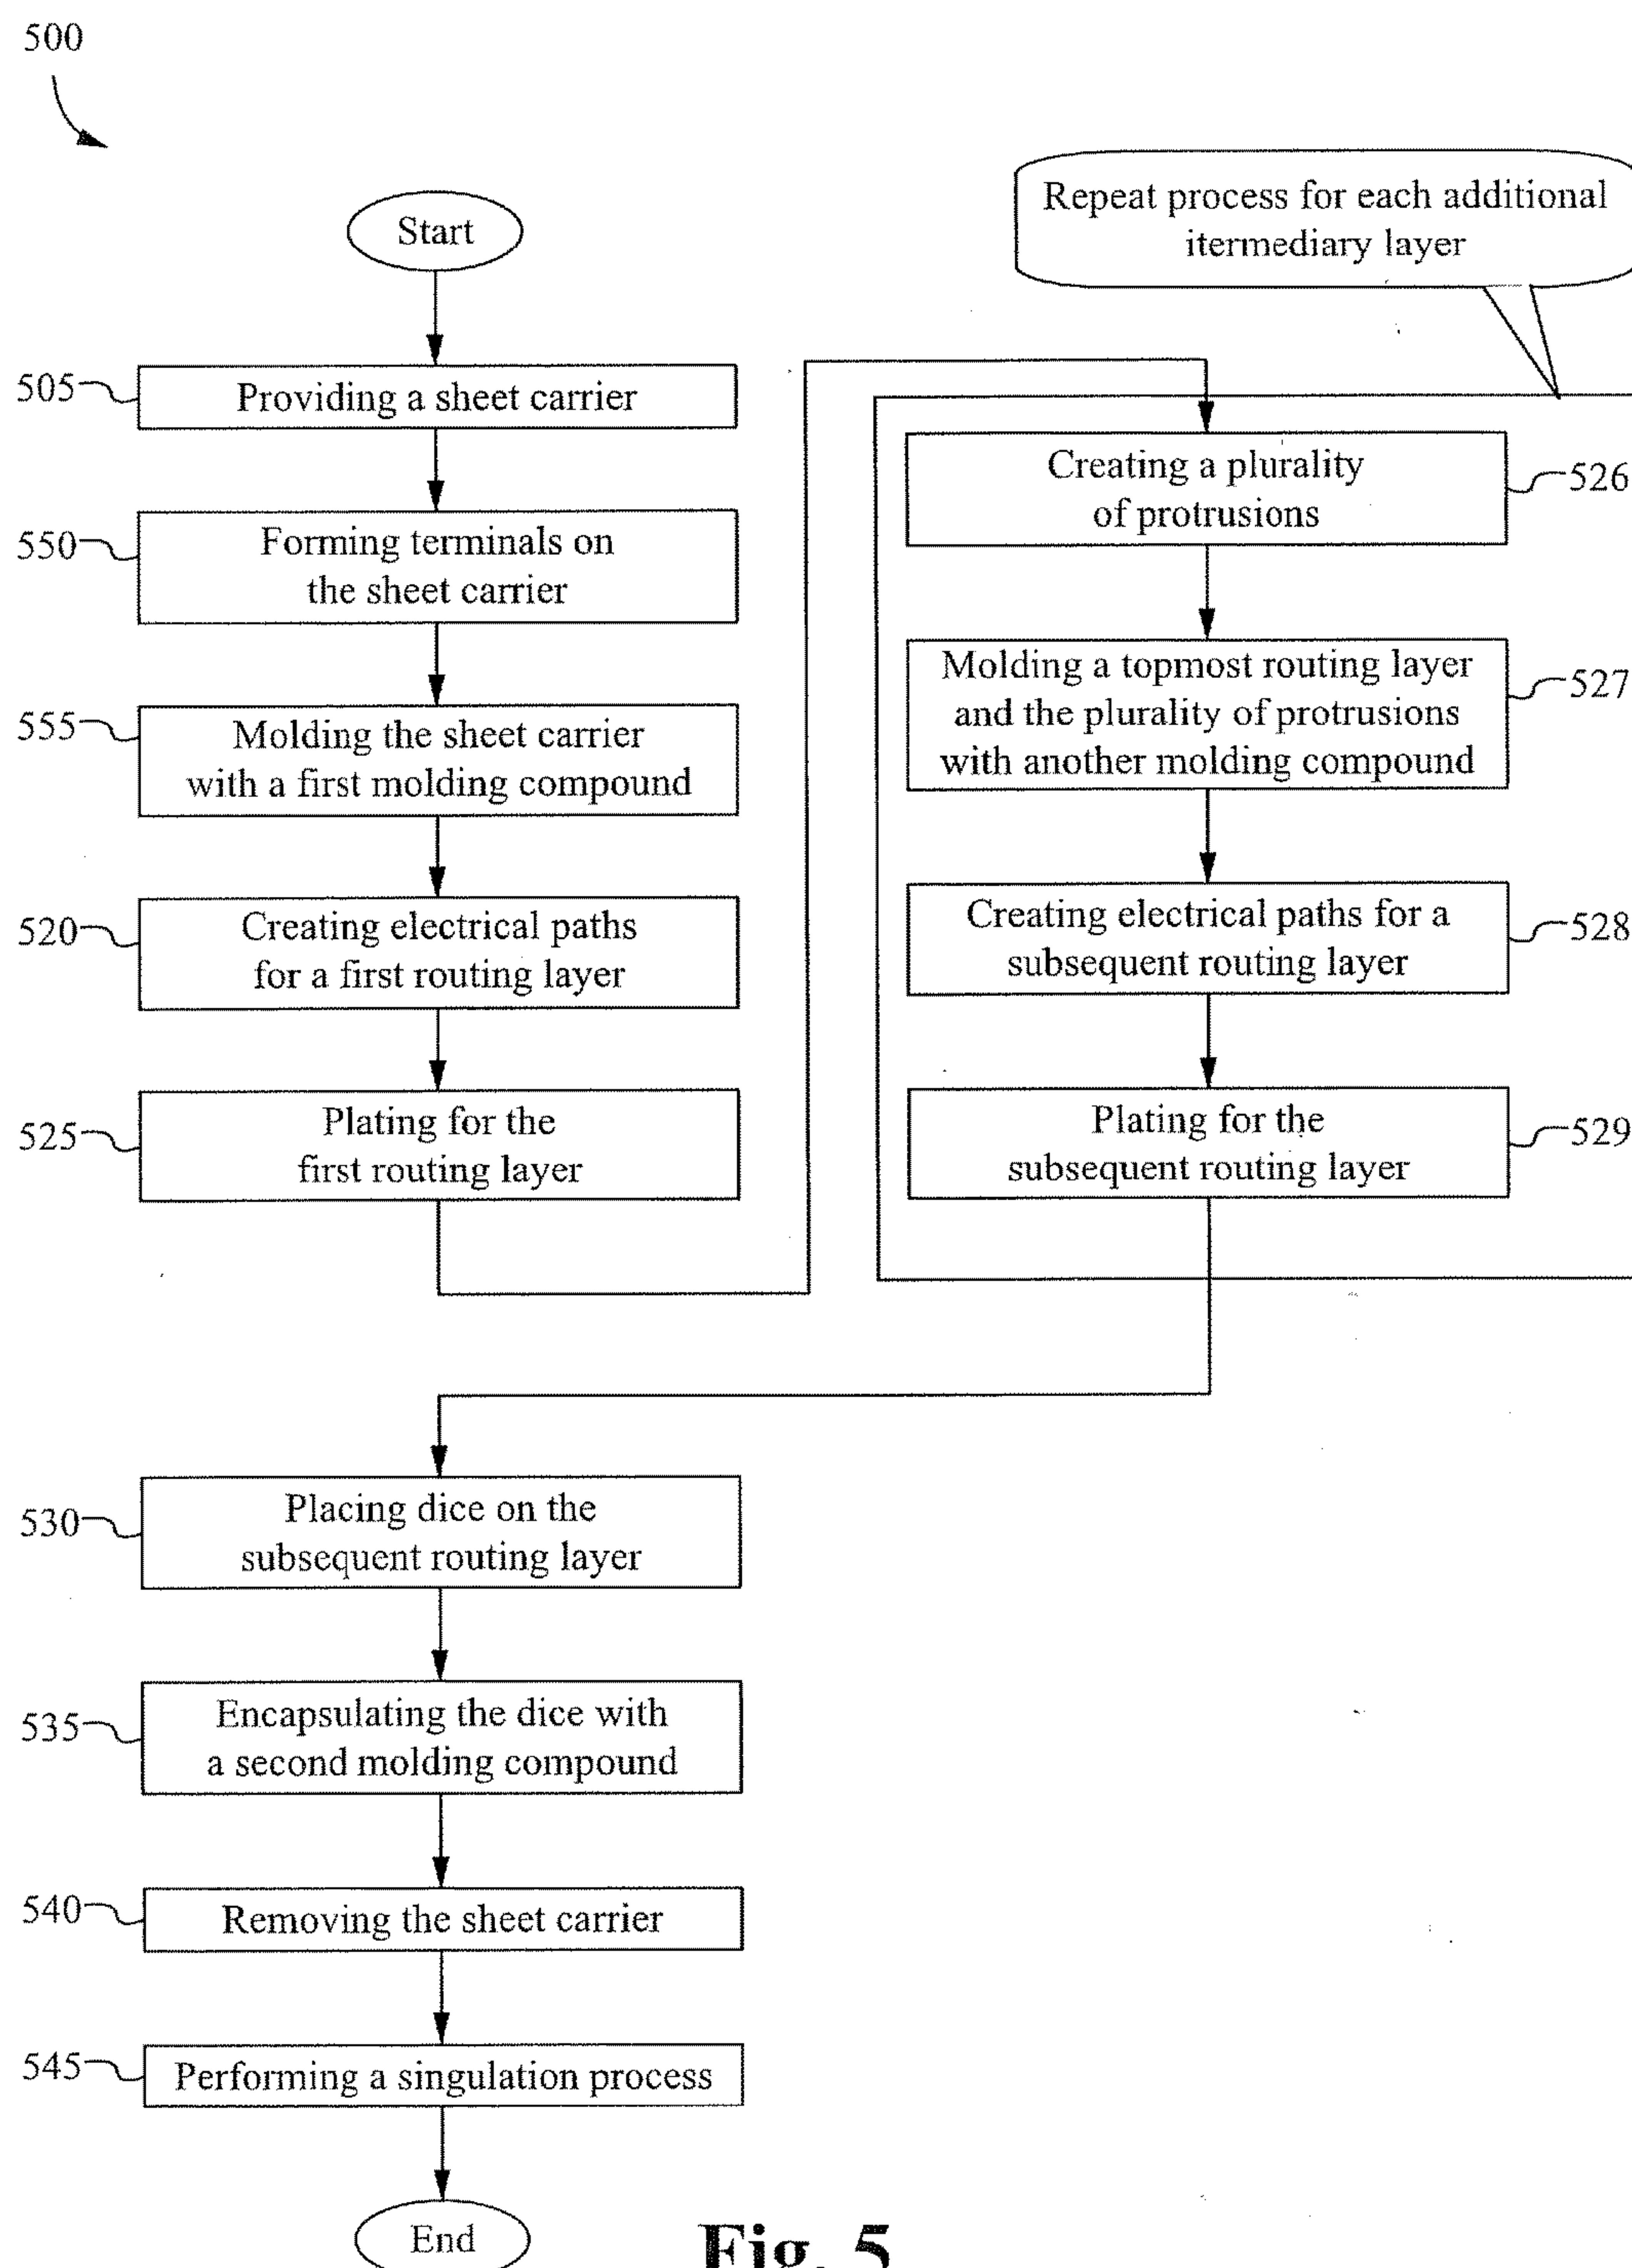 500
Start
505
Providing a sheet carrier
550
Forming terminals on
the sheet carrier
555
Molding the sheet carrier
with a first molding compound
520
Creating electrical paths
for a first routing layer
525
Plating for the
first routing layer
Repeat process for each additional
itermediary layer
Creating a plurality
of protrusions
526
Molding a topmost routing layer
and the plurality of protrusions
with another molding compound
527
Creating electrical paths for a
subsequent routing layer
528
Plating for the
subsequent routing layer
529
530
Placing dice on the
subsequent routing layer
535
Encapsulating the dice with
a second molding compound
540
Removing the sheet carrier
545
Performing a singulation process
End
Fig. 5